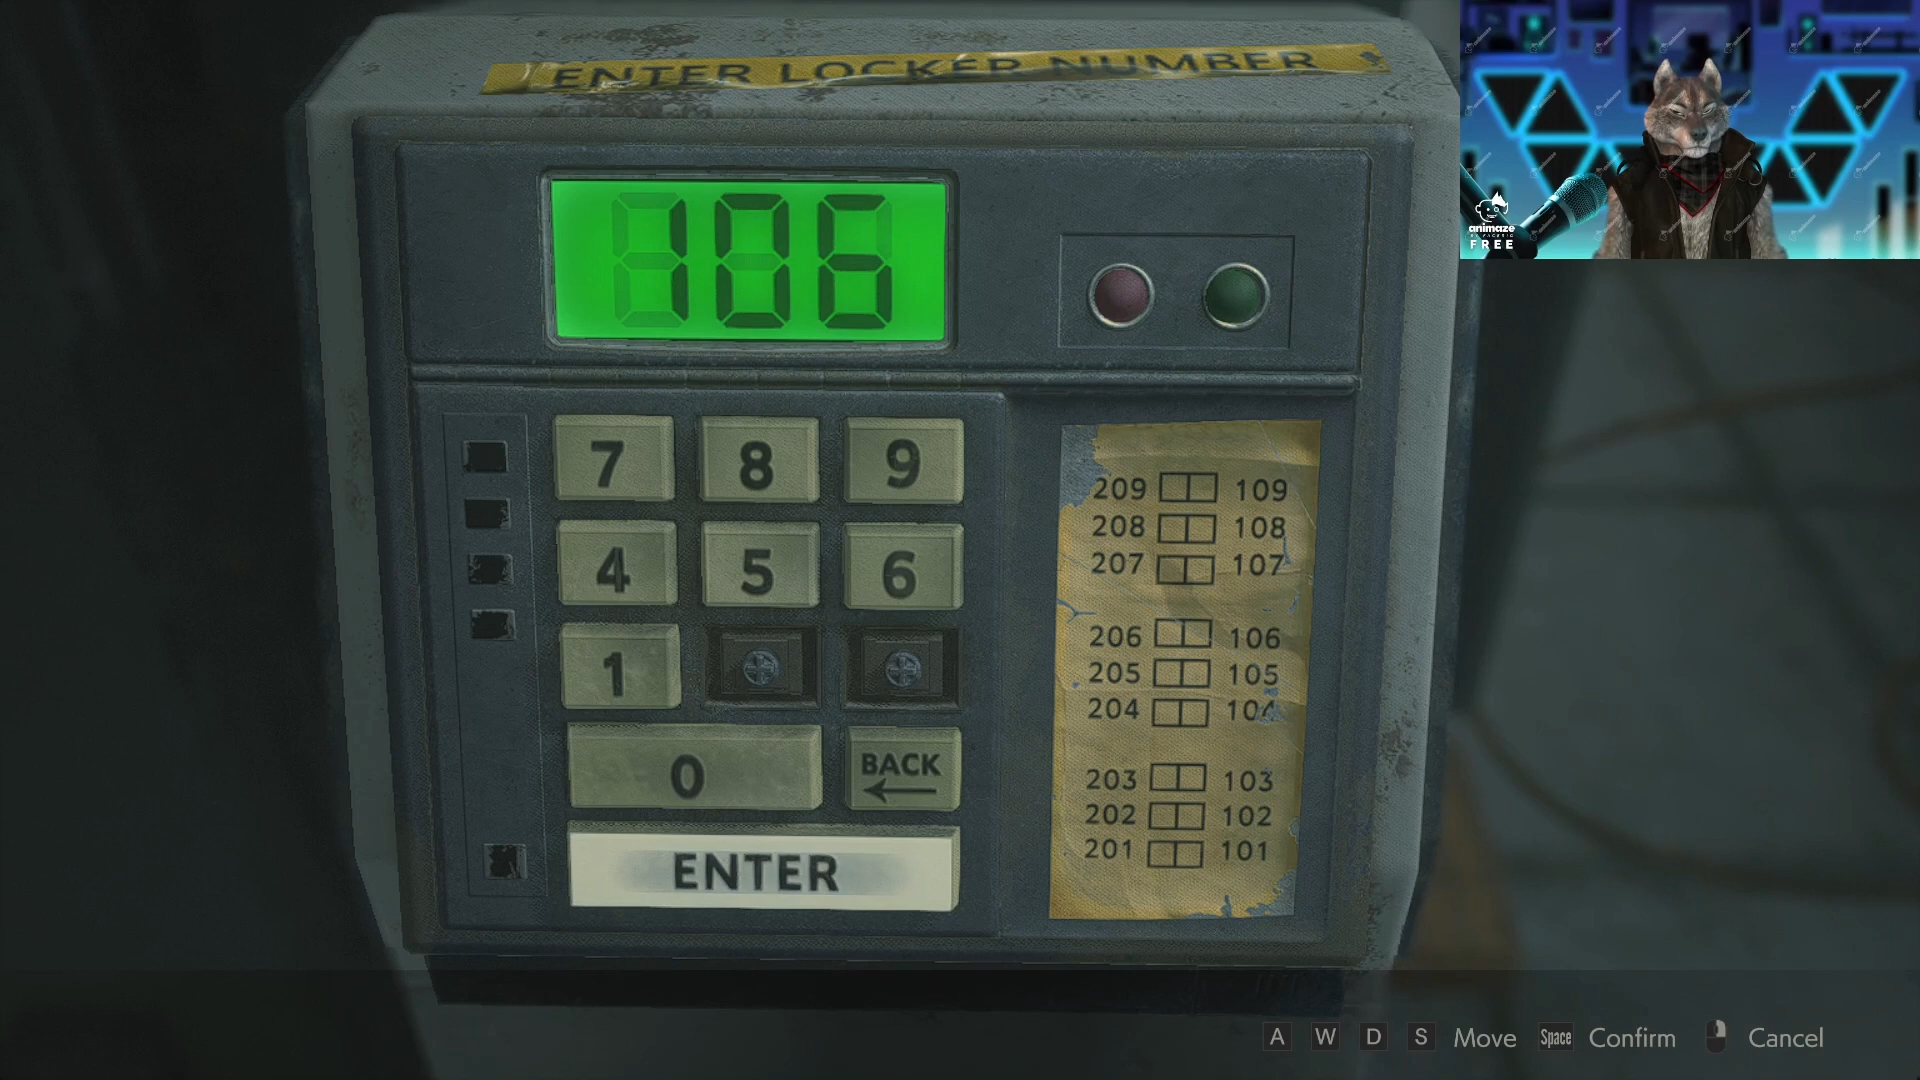 ENTER LOCKER NUMBER
106
animaze
FREE
7 8 9
4 5 6
1
0 BACK
ENTER
209 109
208 108
207 107
206 106
205 105
204 104
203 103
202 102
201 101
A W D S Move Space Confirm Cancel